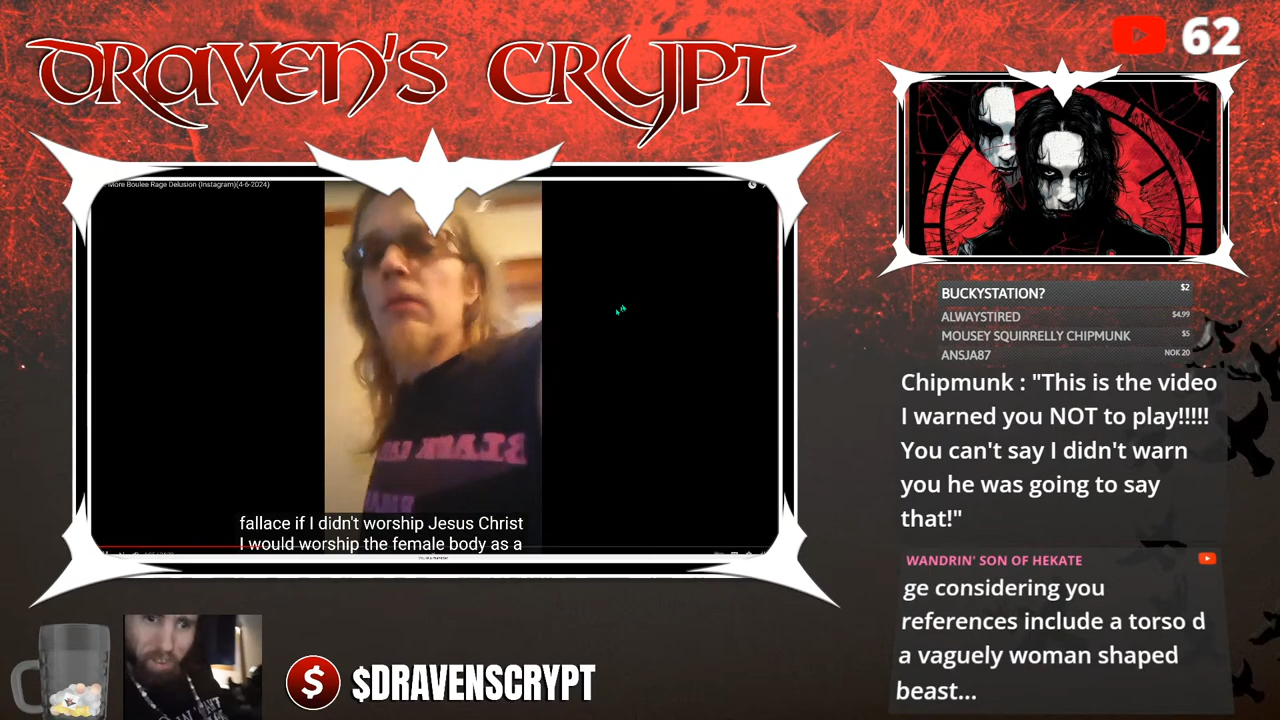 DRAVEN'S CRYPT
62
More Boulee Rage Delusion (Instagram)(4-6-2024)
BLACK
fallace if I didn't worship Jesus Christ
I would worship the female body as a
BUCKYSTATION? $2
ALWAYSTIRED $4.99
MOUSEY SQUIRRELLY CHIPMUNK $5
ANSJA87 NOK 20
Chipmunk : "This is the video
I warned you NOT to play!!!!!
You can't say I didn't warn
you he was going to say
that!"
WANDRIN' SON OF HEKATE
ge considering you
references include a torso d
a vaguely woman shaped
beast...
$ $DRAVENSCRYPT